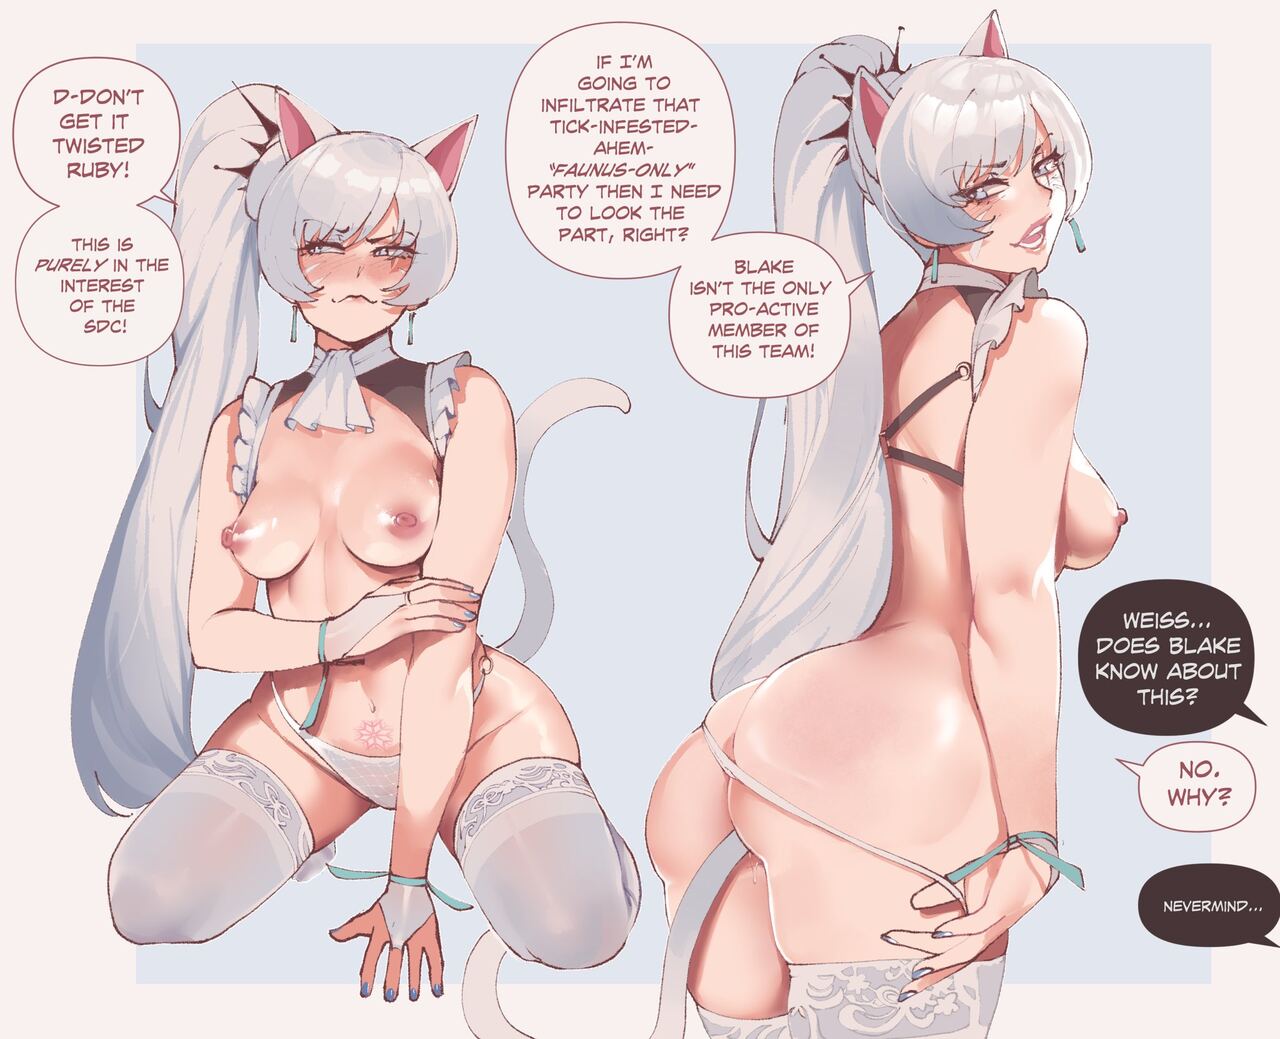 D-DON'T
GET IT
TWISTED
RUBY!
THIS IS
PURELY IN THE
INTEREST
OF THE
SDC!
IF I'M
GOING TO
INFILTRATE THAT
TICK-INFESTED-
AHEM-
"FAUNUS-ONLY"
PARTY THEN I NEED
TO LOOK THE
PART, RIGHT?
BLAKE
ISN'T THE ONLY
PRO-ACTIVE
MEMBER OF
THIS TEAM!
WEISS...
DOES BLAKE
KNOW ABOUT
THIS?
NO.
WHY?
NEVERMIND...